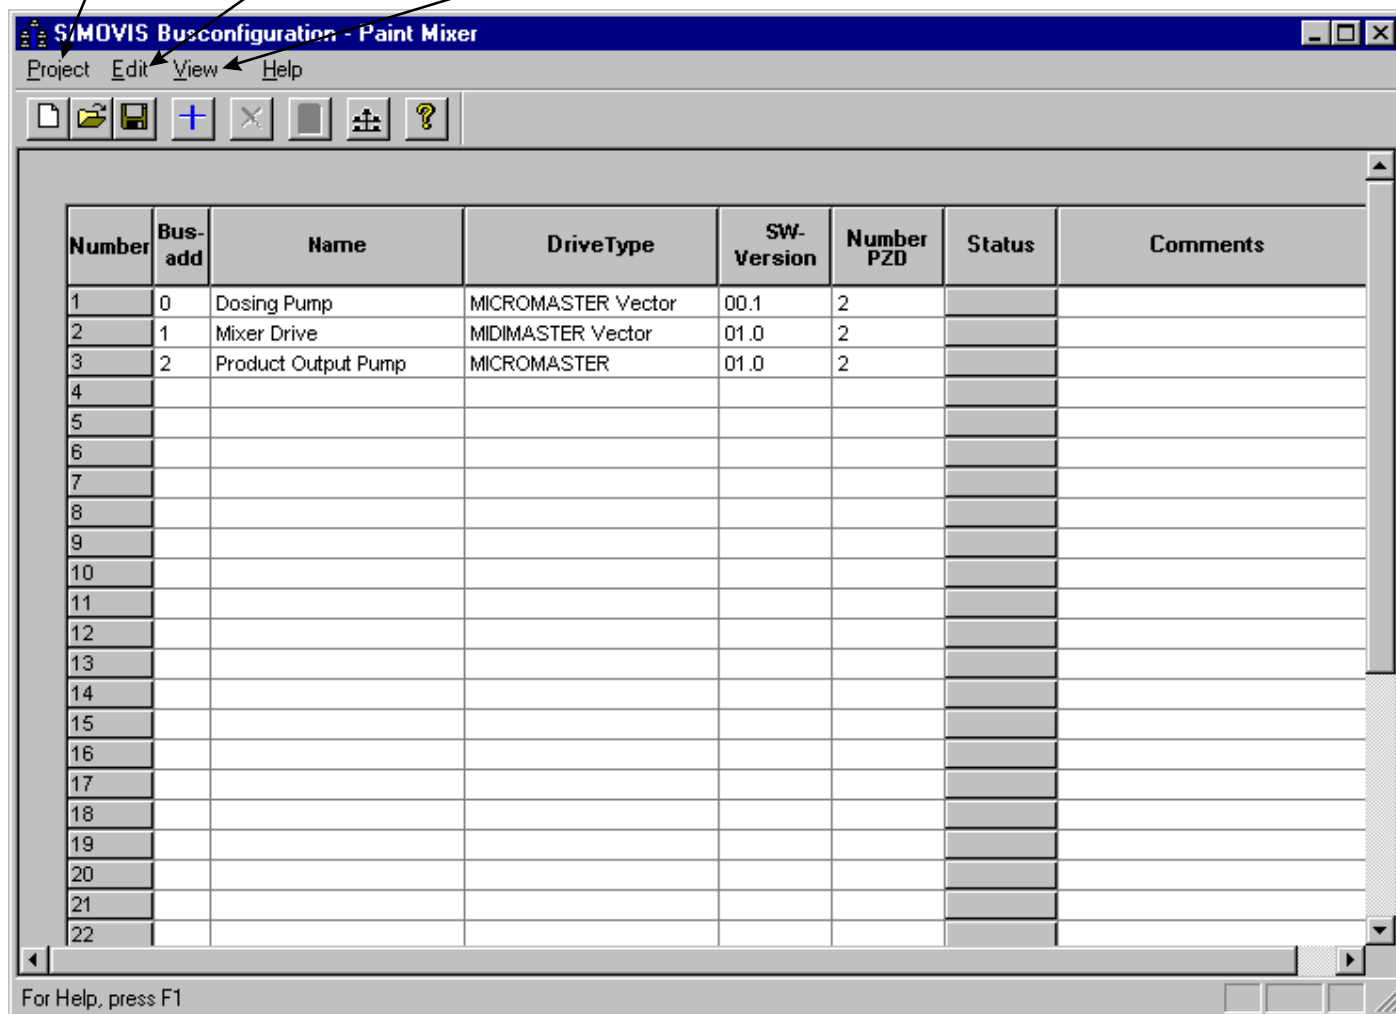 SIMOVIS Busconfiguration - Paint Mixer
Project Edit View Help
Number Bus-add Name DriveType SW-Version Number PZD Status Comments
1 0 Dosing Pump MICROMASTER Vector 00.1 2
2 1 Mixer Drive MIDIMASTER Vector 01.0 2
3 2 Product Output Pump MICROMASTER 01.0 2
4
5
6
7
8
9
10
11
12
13
14
15
16
17
18
19
20
21
22
For Help, press F1